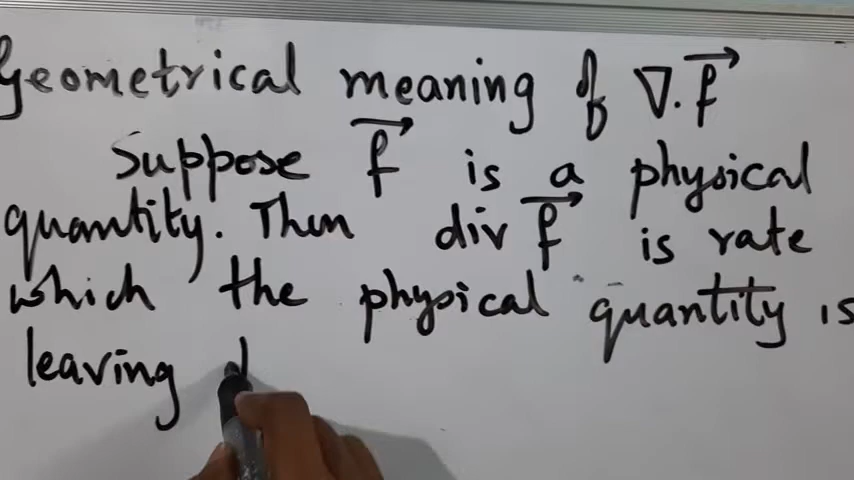 Geometrical meaning of ∇.f⃗
Suppose f⃗ is a physical
quantity. Then div f⃗ is rate
which the physical quantity is
leaving